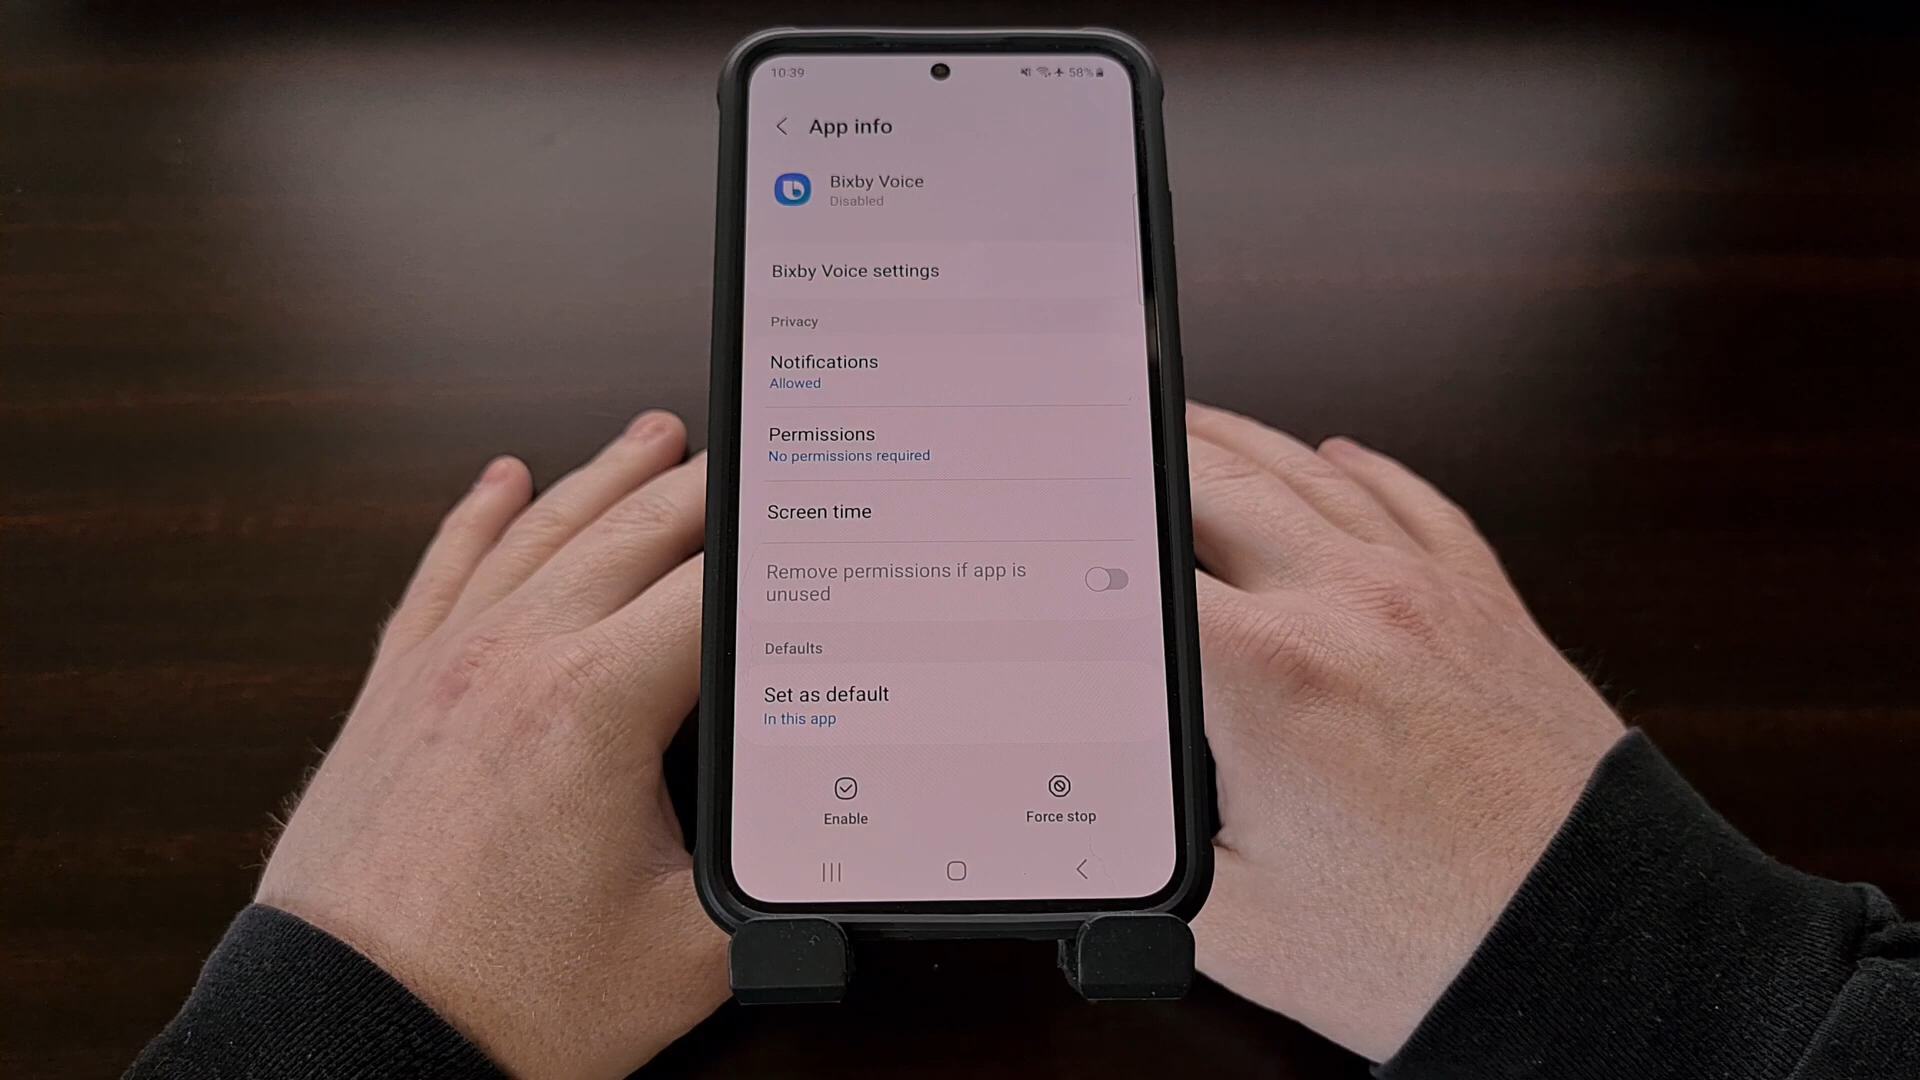 10:39
58%
App info
Bixby Voice
Disabled
Bixby Voice settings
Privacy
Notifications
Allowed
Permissions
No permissions required
Screen time
Remove permissions if app is
unused
Defaults
Set as default
In this app
Enable
Force stop